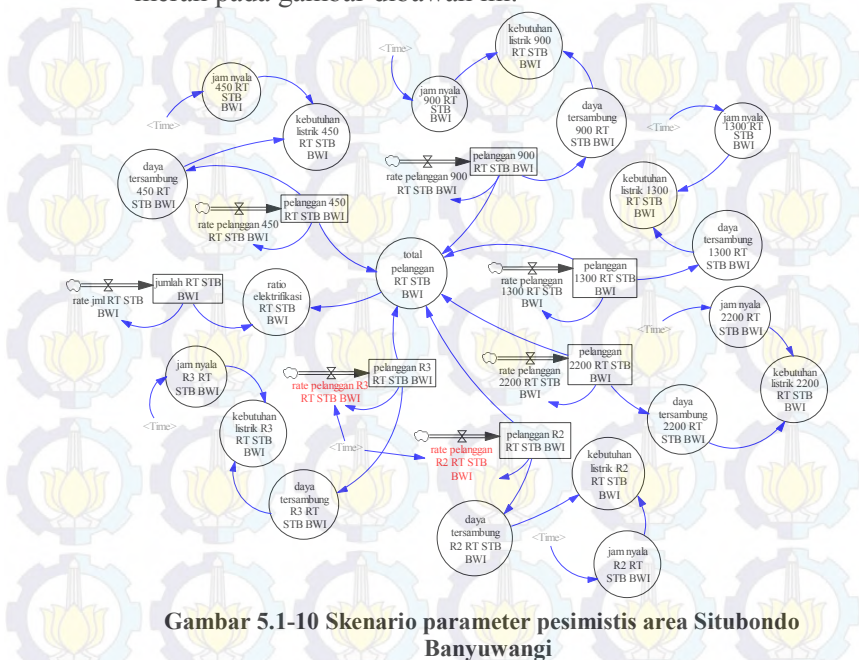 merah pada gambar dibawah ini:
jam nyala
450 RT
STB
BWI
<Time>
kebutuhan
listrik 450
RT STB
BWI
daya
tersambung
450 RT
STB BWI
pelanggan 450
RT STB BWI
rate pelanggan 450
RT STB BWI
<Time>
jam nyala
900 RT
STB
BWI
kebutuhan
listrik 900
RT STB
BWI
daya
tersambung
900 RT
STB BWI
pelanggan 900
RT STB BWI
rate pelanggan 900
RT STB BWI
<Time>
jam nyala
1300 RT
STB
BWI
kebutuhan
listrik 1300
RT STB
BWI
daya
tersambung
1300 RT
STB BWI
pelanggan
1300 RT STB
BWI
rate pelanggan
1300 RT STB
BWI
total
pelanggan
RT STB
BWI
jumlah RT STB
BWI
rate jml RT STB
BWI
ratio
elektrifikasi
RT STB
BWI
<Time>
jam nyala
2200 RT
STB BWI
kebutuhan
listrik 2200
RT STB
BWI
daya
tersambung
2200 RT
STB BWI
pelanggan
2200 RT STB
BWI
rate pelanggan
2200 RT STB
BWI
jam nyala
R3 RT
STB BWI
<Time>
kebutuhan
listrik R3
RT STB
BWI
daya
tersambung
R3 RT
STB BWI
pelanggan R3
RT STB BWI
rate pelanggan R3
RT STB BWI
<Time>
pelanggan R2
RT STB BWI
rate pelanggan
R2 RT STB
BWI
kebutuhan
listrik R2
RT STB
BWI
daya
tersambung
R2 RT STB
BWI
<Time>
jam nyala
R2 RT
STB BWI
Gambar 5.1-10 Skenario parameter pesimistis area Situbondo
Banyuwangi